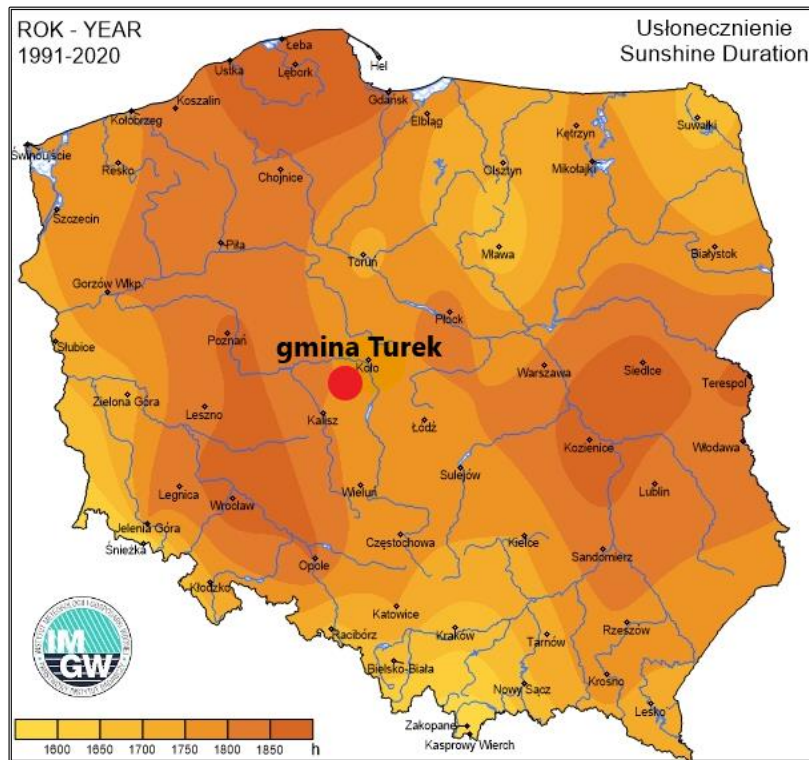 ROK - YEAR
1991-2020
Usłonecznienie
Sunshine Duration
Łeba
Hel
Ustka
Lębork
Gdańsk
Koszalin
Kołobrzeg
Elbląg
Kętrzyn
Suwałki
Świnoujście
Resko
Chojnice
Olsztyn
Mikołajki
Szczecin
Piła
Toruń
Mława
Białystok
Gorzów Wlkp.
Płock
Słubice
Poznań
gmina Turek
Koło
Warszawa
Siedlce
Terespol
Zielona Góra
Leszno
Kalisz
Łódź
Kozienice
Włodawa
Legnica
Wrocław
Wieluń
Sulejów
Lublin
Jelenia Góra
Śnieżka
Częstochowa
Kielce
Sandomierz
Opole
Kłodzko
Katowice
Racibórz
Kraków
Tarnów
Rzeszów
Bielsko-Biała
Nowy Sącz
Krosno
Lesko
Zakopane
Kasprowy Wierch
IM
GW
1600 1650 1700 1750 1800 1850 h